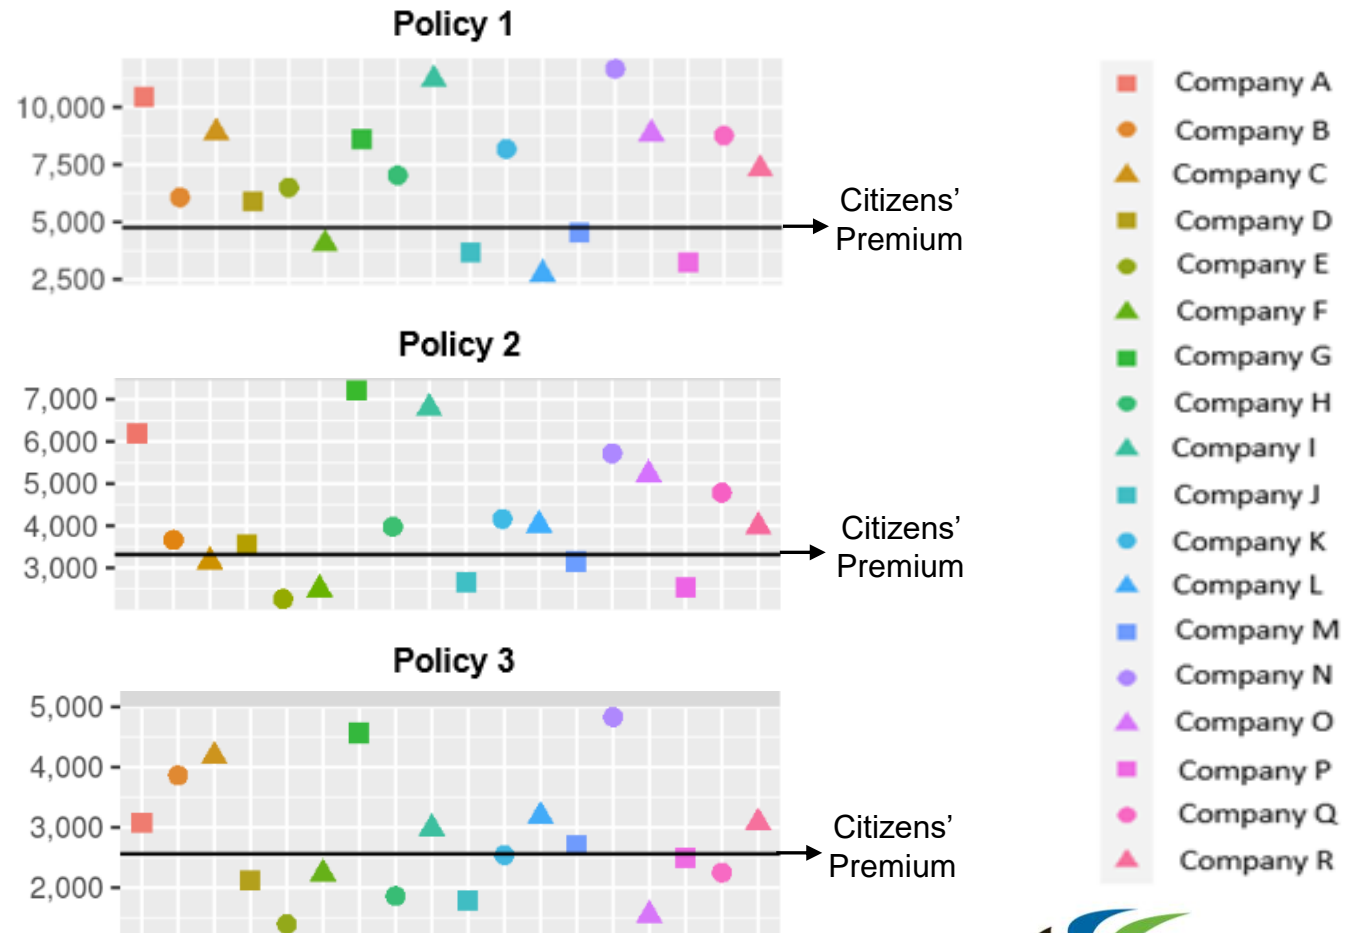 Policy 1
10,000
7,500
5,000
2,500
Citizens’
Premium
Policy 2
7,000
6,000
5,000
4,000
3,000
Citizens’
Premium
Policy 3
5,000
4,000
3,000
2,000
Citizens’
Premium
Company A
Company B
Company C
Company D
Company E
Company F
Company G
Company H
Company I
Company J
Company K
Company L
Company M
Company N
Company O
Company P
Company Q
Company R